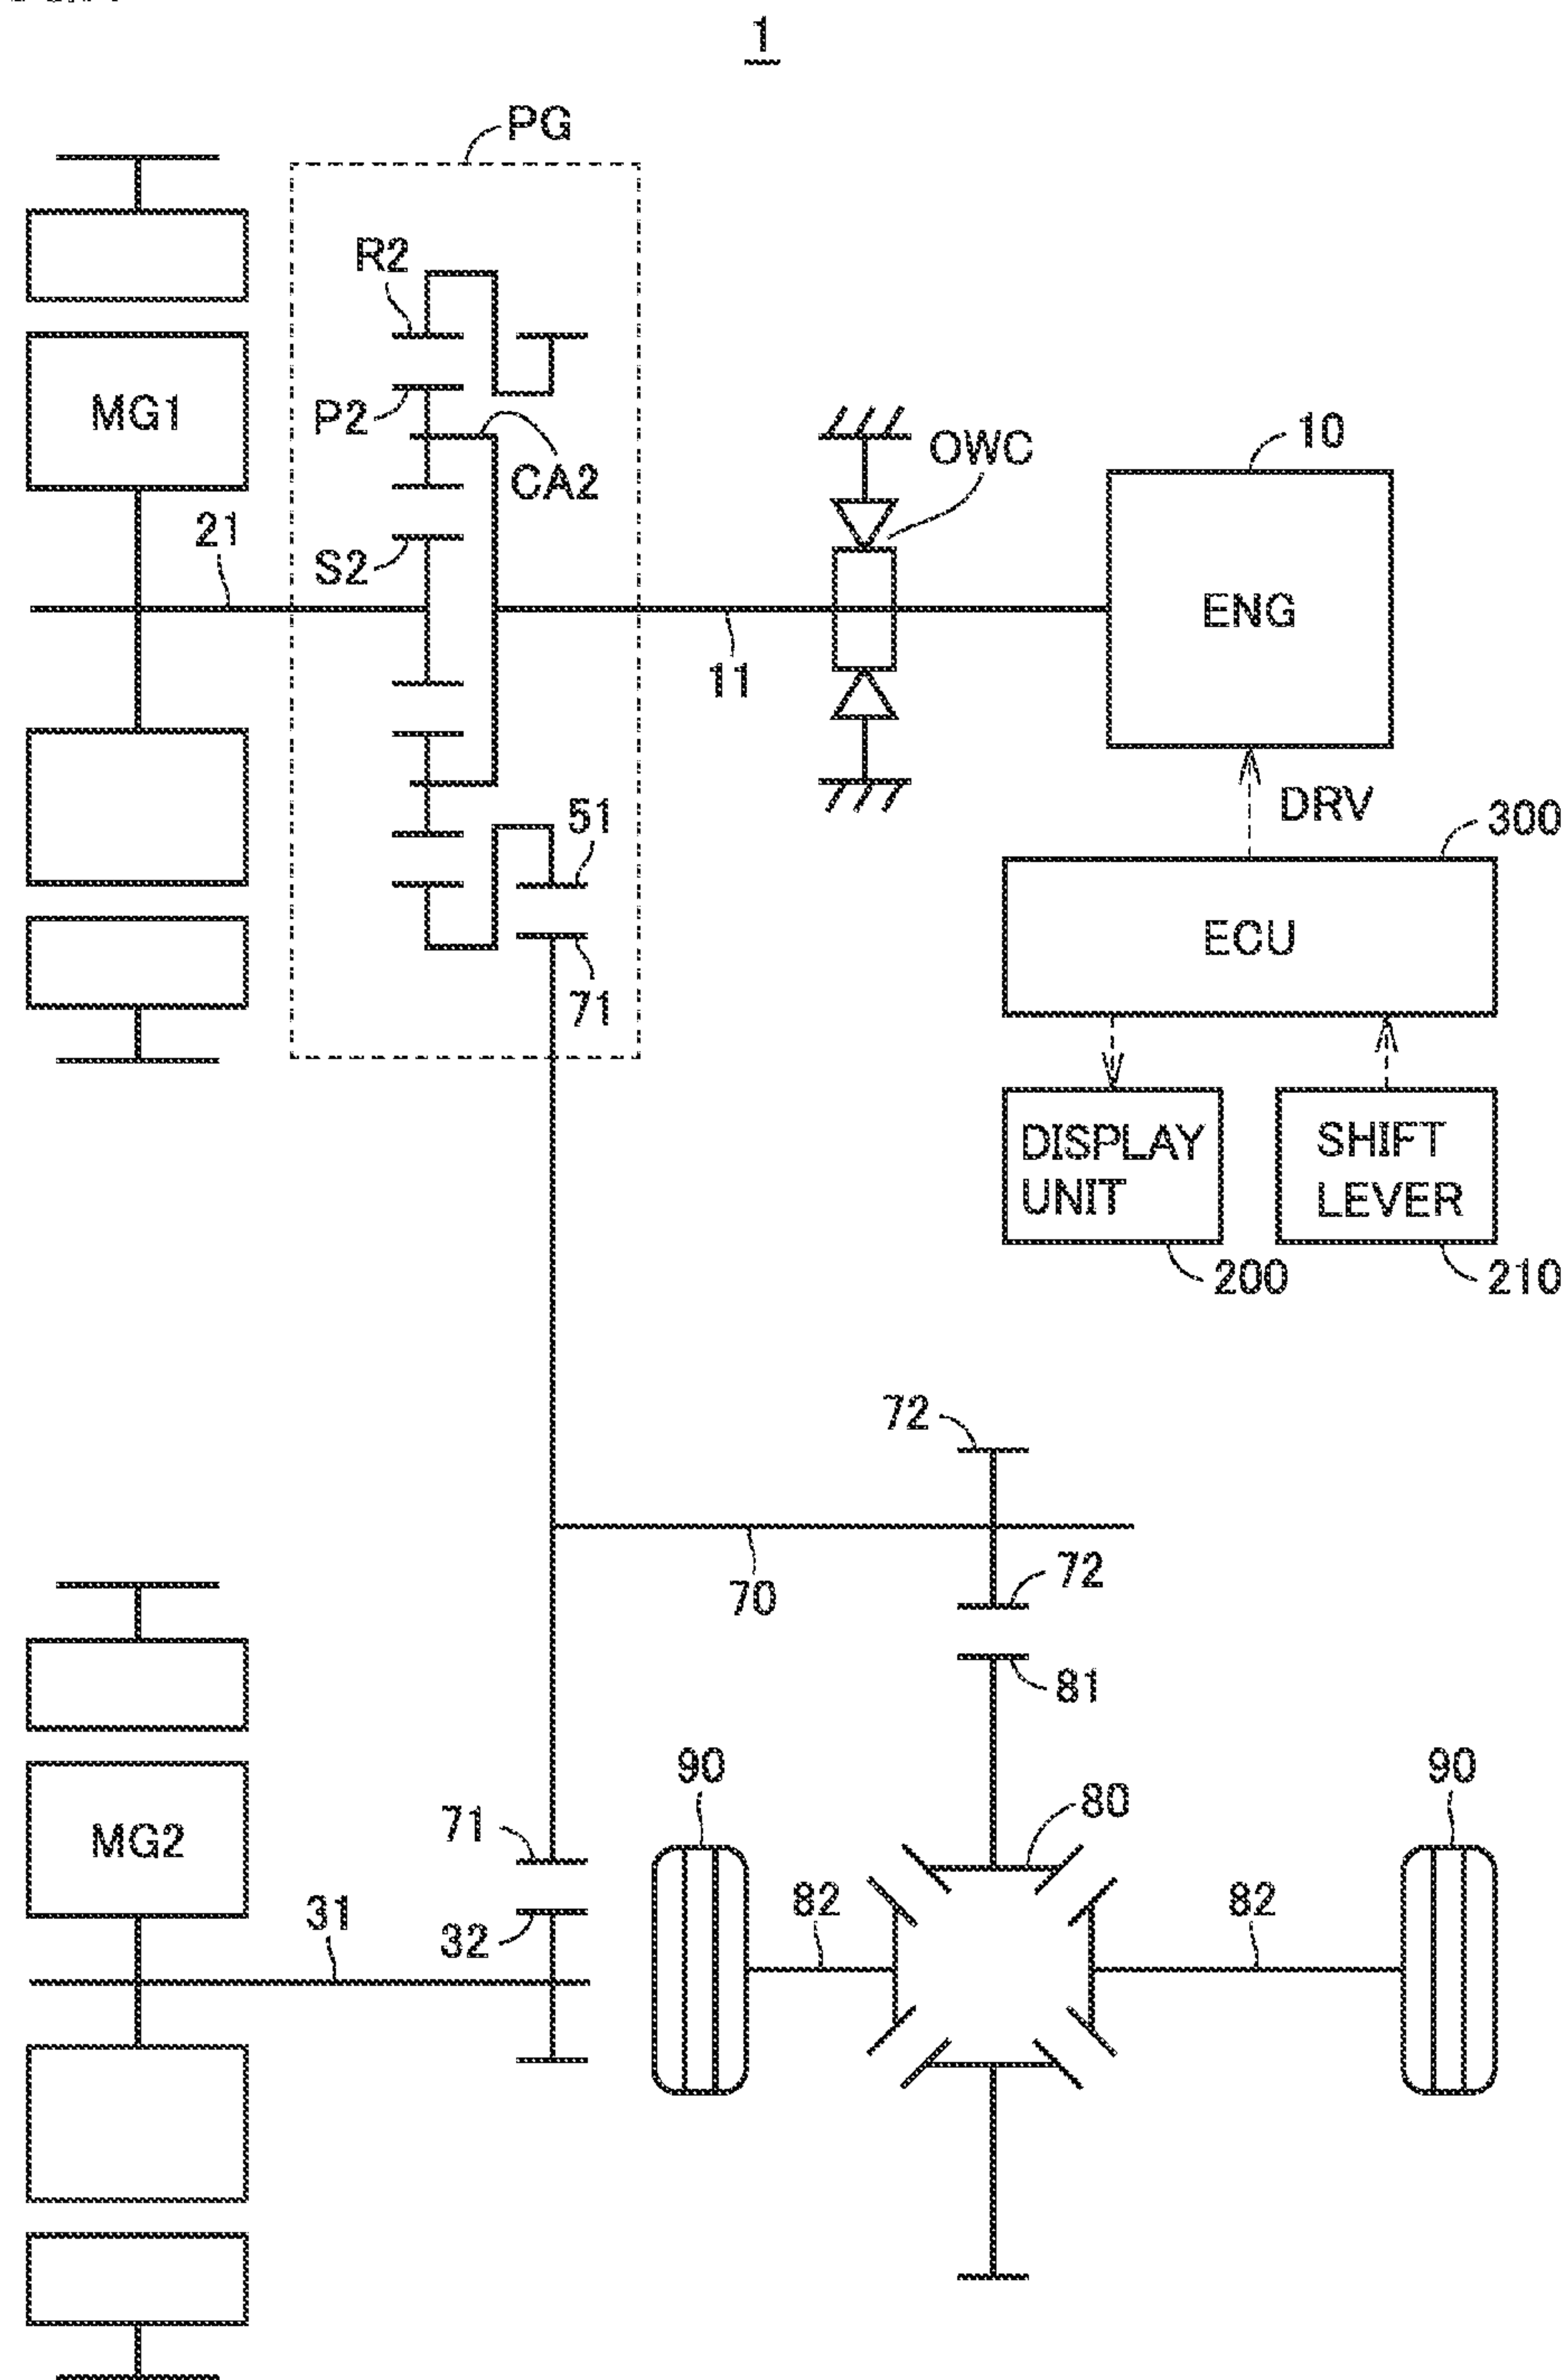 1
PG
R2
P2
MG1
CA2
OWC
10
21
S2
ENG
11
51
DRV
300
ECU
71
DISPLAY
UNIT
SHIFT
LEVER
200
210
72
70
72
81
90
90
80
71
MG2
82
82
31
32